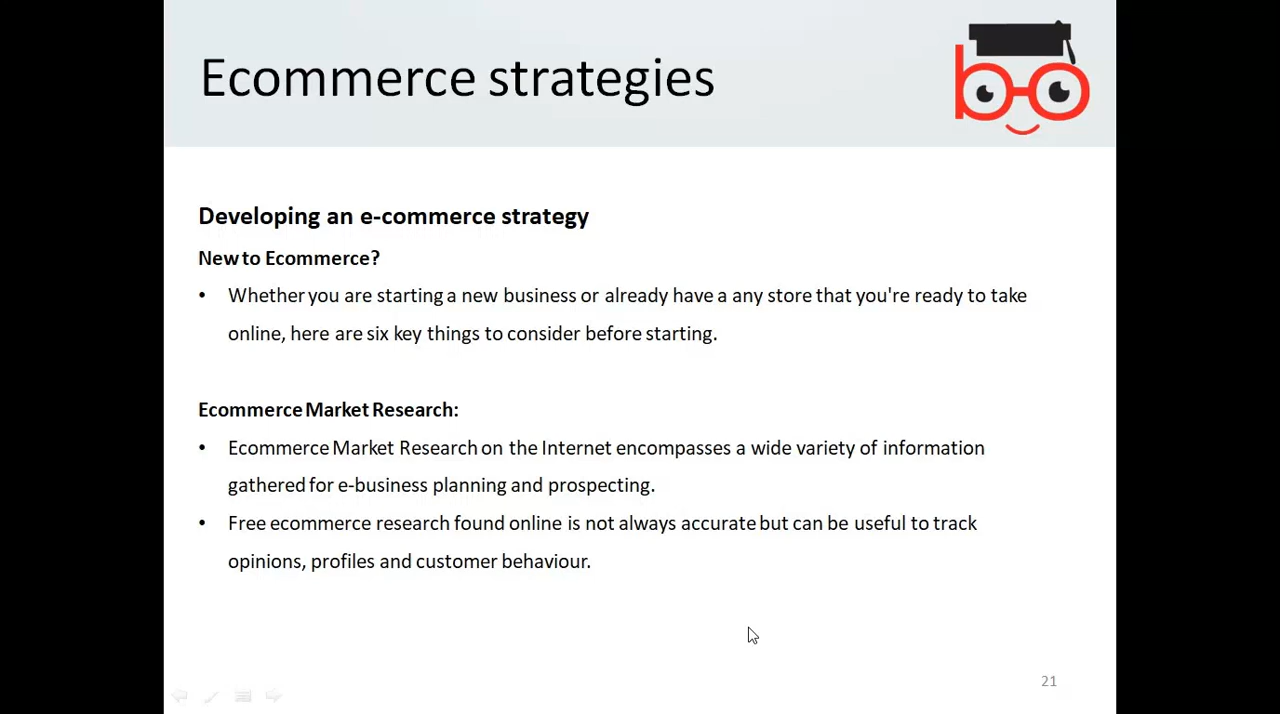 Ecommerce strategies
Developing an e-commerce strategy
New to Ecommerce?
• Whether you are starting a new business or already have a any store that you're ready to take
online, here are six key things to consider before starting.
Ecommerce Market Research:
• Ecommerce Market Research on the Internet encompasses a wide variety of information
gathered for e-business planning and prospecting.
• Free ecommerce research found online is not always accurate but can be useful to track
opinions, profiles and customer behaviour.
21